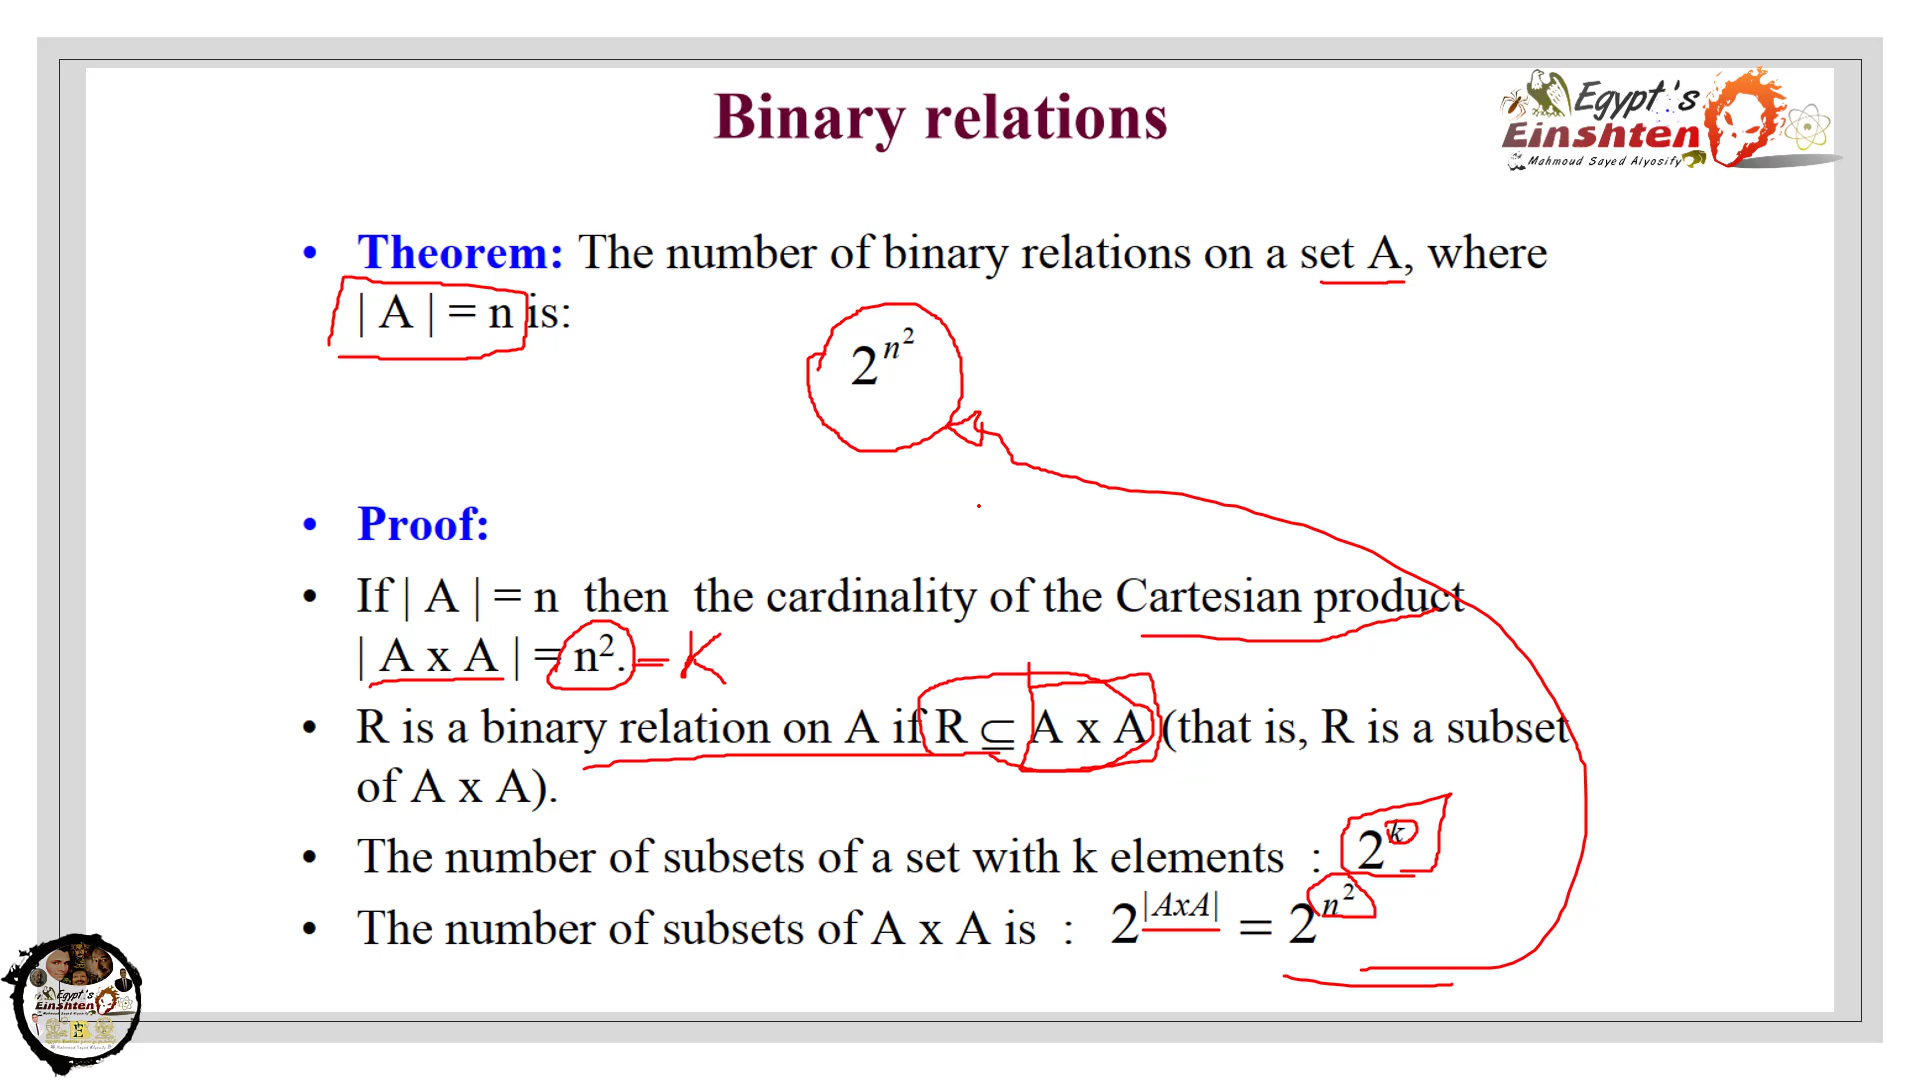 Binary relations
Egypt's
Einshten
Mahmoud Sayed Alyosify
• Theorem: The number of binary relations on a set A, where
| A | = n is:
2^{n^2}
• Proof:
• If | A | = n then the cardinality of the Cartesian product
| A x A | = n². = K
• R is a binary relation on A if R ⊆ A x A (that is, R is a subset
of A x A).
• The number of subsets of a set with k elements : 2^k
• The number of subsets of A x A is : 2^{|AxA|} = 2^{n^2}
Egypt's
Einshten